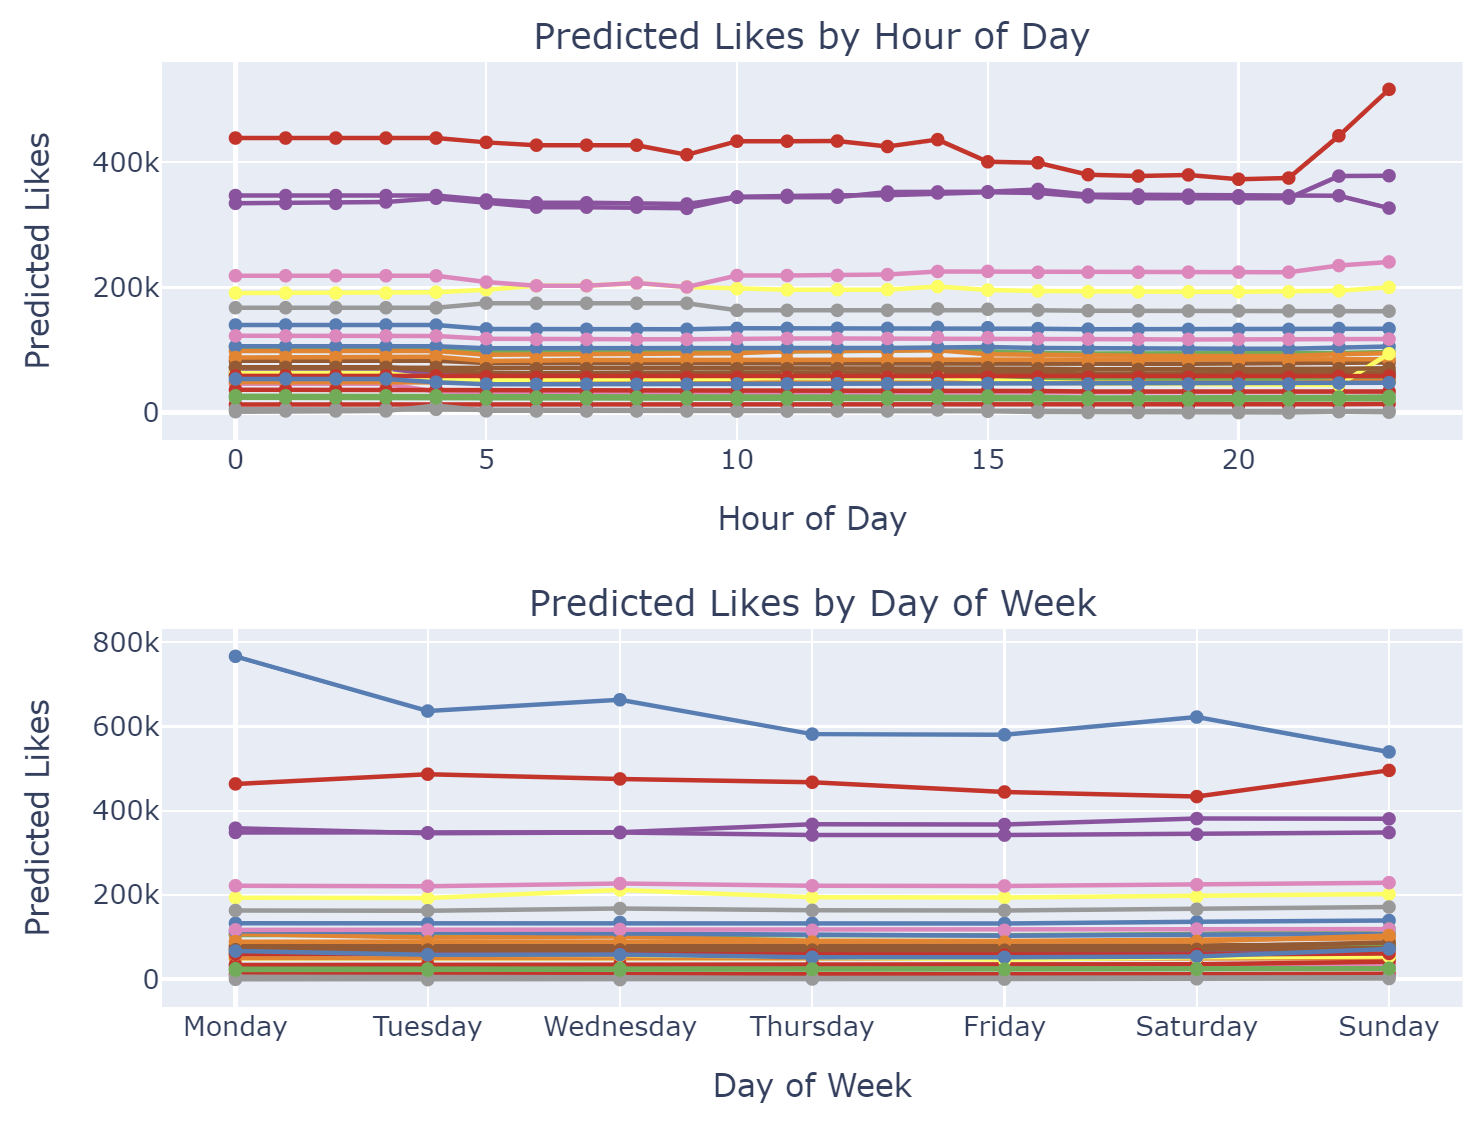 Predicted Likes by Hour of Day
Predicted Likes
400k
200k
0
0 5 10 15 20
Hour of Day
Predicted Likes by Day of Week
Predicted Likes
800k
600k
400k
200k
0
Monday Tuesday Wednesday Thursday Friday Saturday Sunday
Day of Week